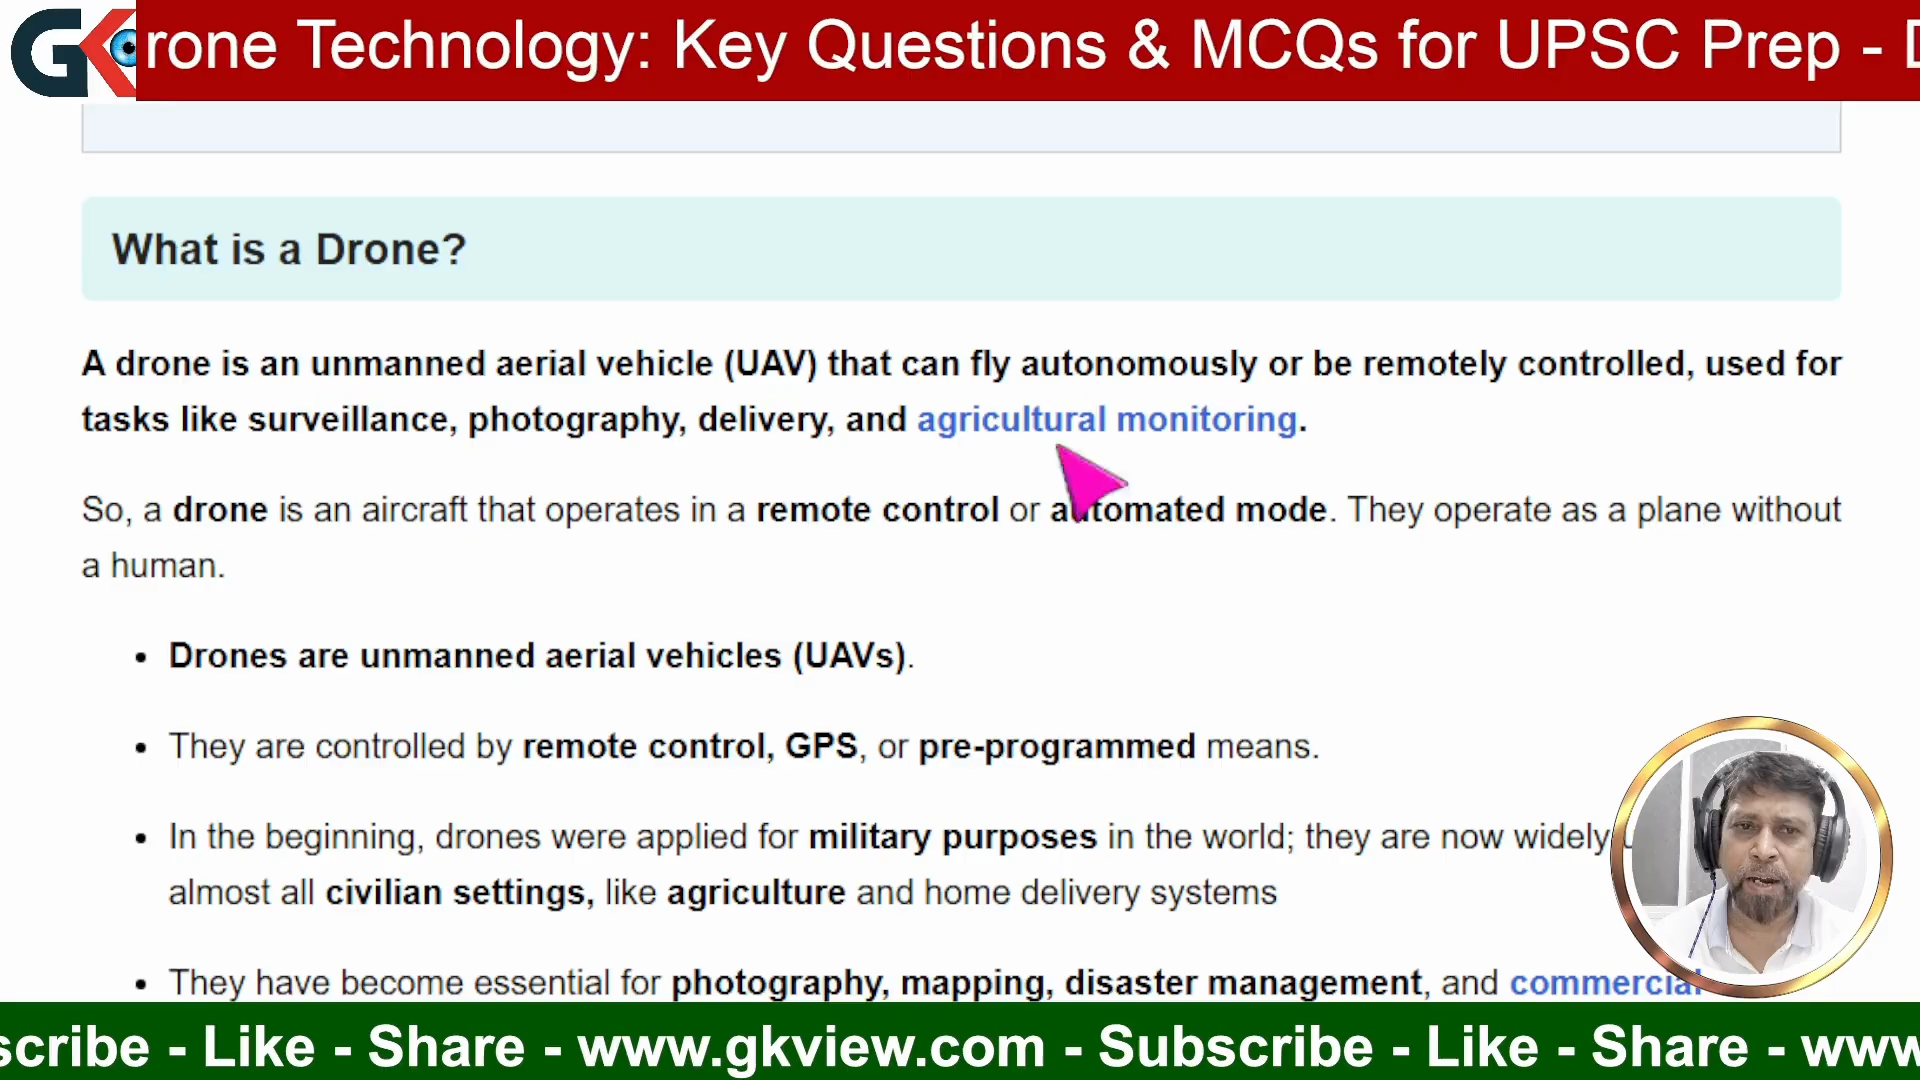 GK
rone Technology: Key Questions & MCQs for UPSC Prep -
What is a Drone?
A drone is an unmanned aerial vehicle (UAV) that can fly autonomously or be remotely controlled, used for
tasks like surveillance, photography, delivery, and agricultural monitoring.
So, a drone is an aircraft that operates in a remote control or automated mode. They operate as a plane without
a human.
• Drones are unmanned aerial vehicles (UAVs).
• They are controlled by remote control, GPS, or pre-programmed means.
• In the beginning, drones were applied for military purposes in the world; they are now widely
almost all civilian settings, like agriculture and home delivery systems
• They have become essential for photography, mapping, disaster management, and commercial
scribe - Like - Share - www.gkview.com - Subscribe - Like - Share - www